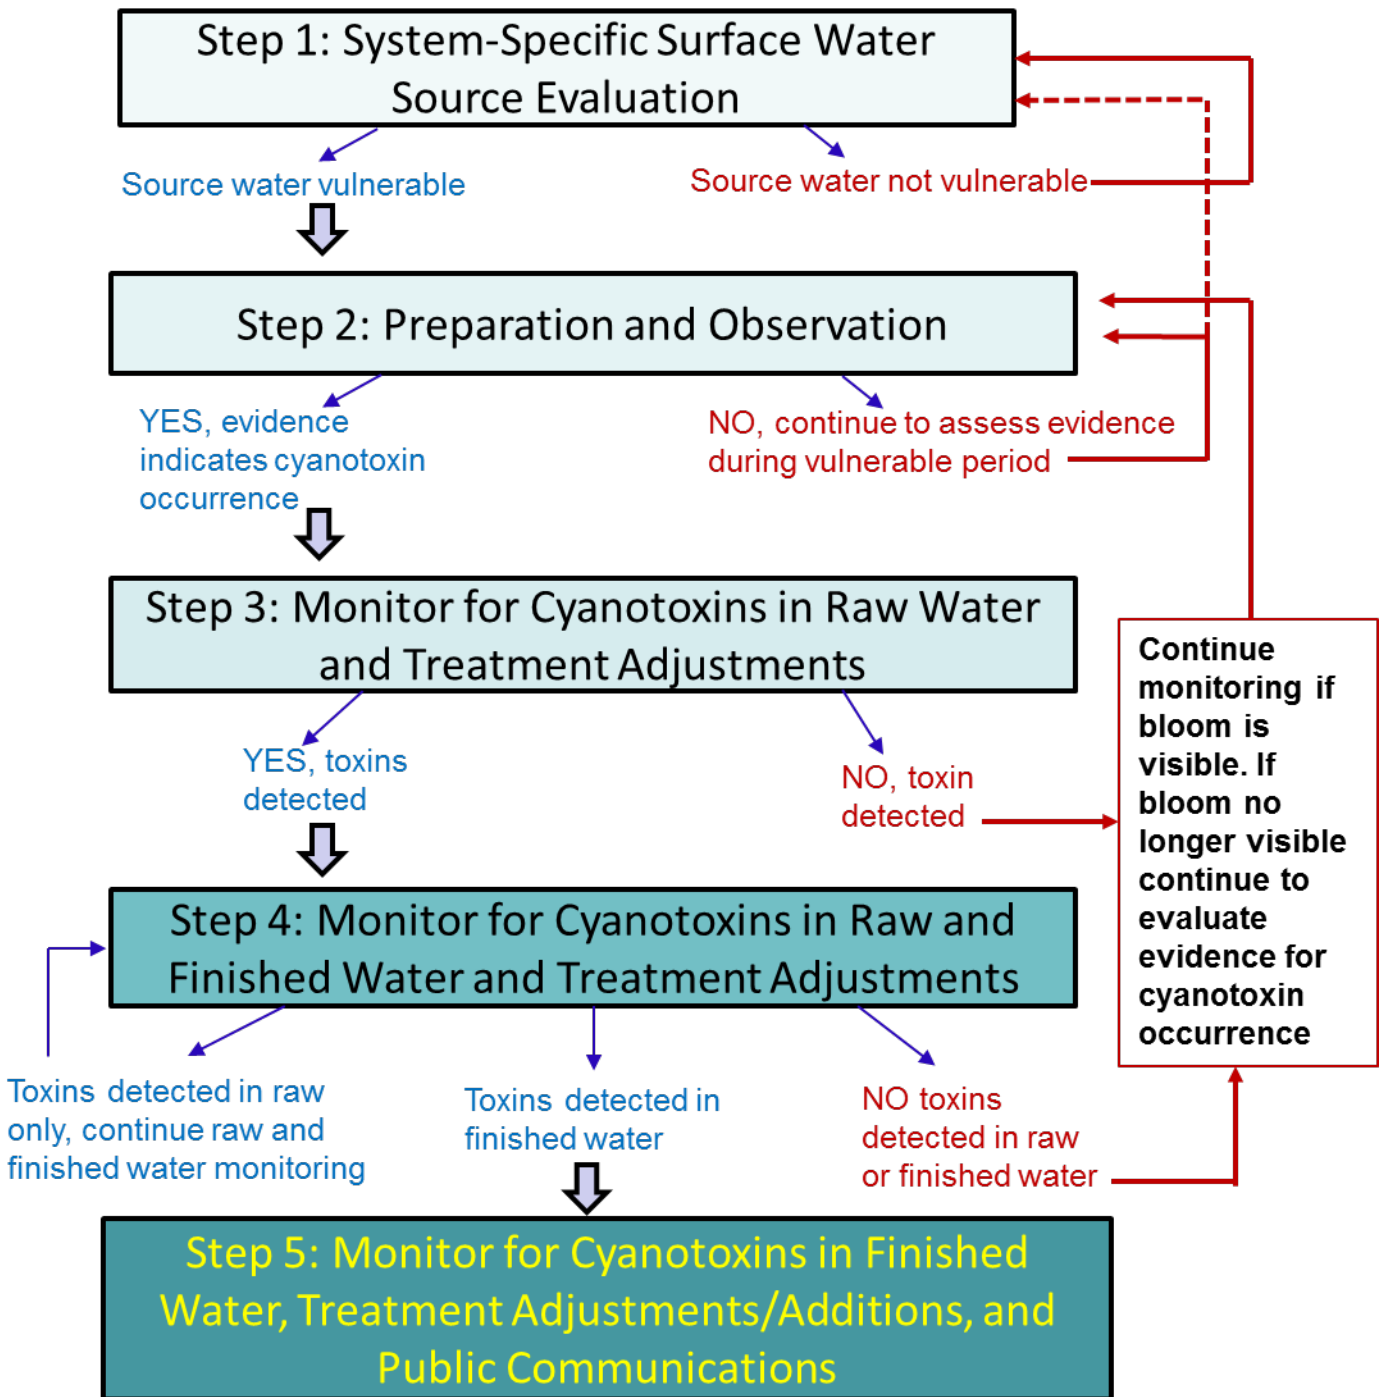 Step 1: System-Specific Surface Water
Source Evaluation
Source water vulnerable
Source water not vulnerable
Step 2: Preparation and Observation
YES, evidence
indicates cyanotoxin
occurrence
NO, continue to assess evidence
during vulnerable period
Step 3: Monitor for Cyanotoxins in Raw Water
and Treatment Adjustments
YES, toxins
detected
NO, toxin
detected
Continue
monitoring if
bloom is
visible. If
bloom no
longer visible
continue to
evaluate
evidence for
cyanotoxin
occurrence
Step 4: Monitor for Cyanotoxins in Raw and
Finished Water and Treatment Adjustments
Toxins detected in raw
only, continue raw and
finished water monitoring
Toxins detected in
finished water
NO toxins
detected in raw
or finished water
Step 5: Monitor for Cyanotoxins in Finished
Water, Treatment Adjustments/Additions, and
Public Communications